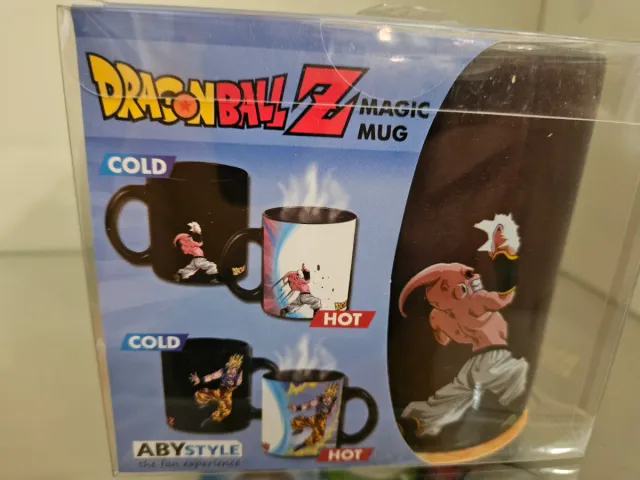 DRAGONBALL Z
MAGIC
MUG
COLD
HOT
COLD
HOT
ABYSTYLE
the fan experience